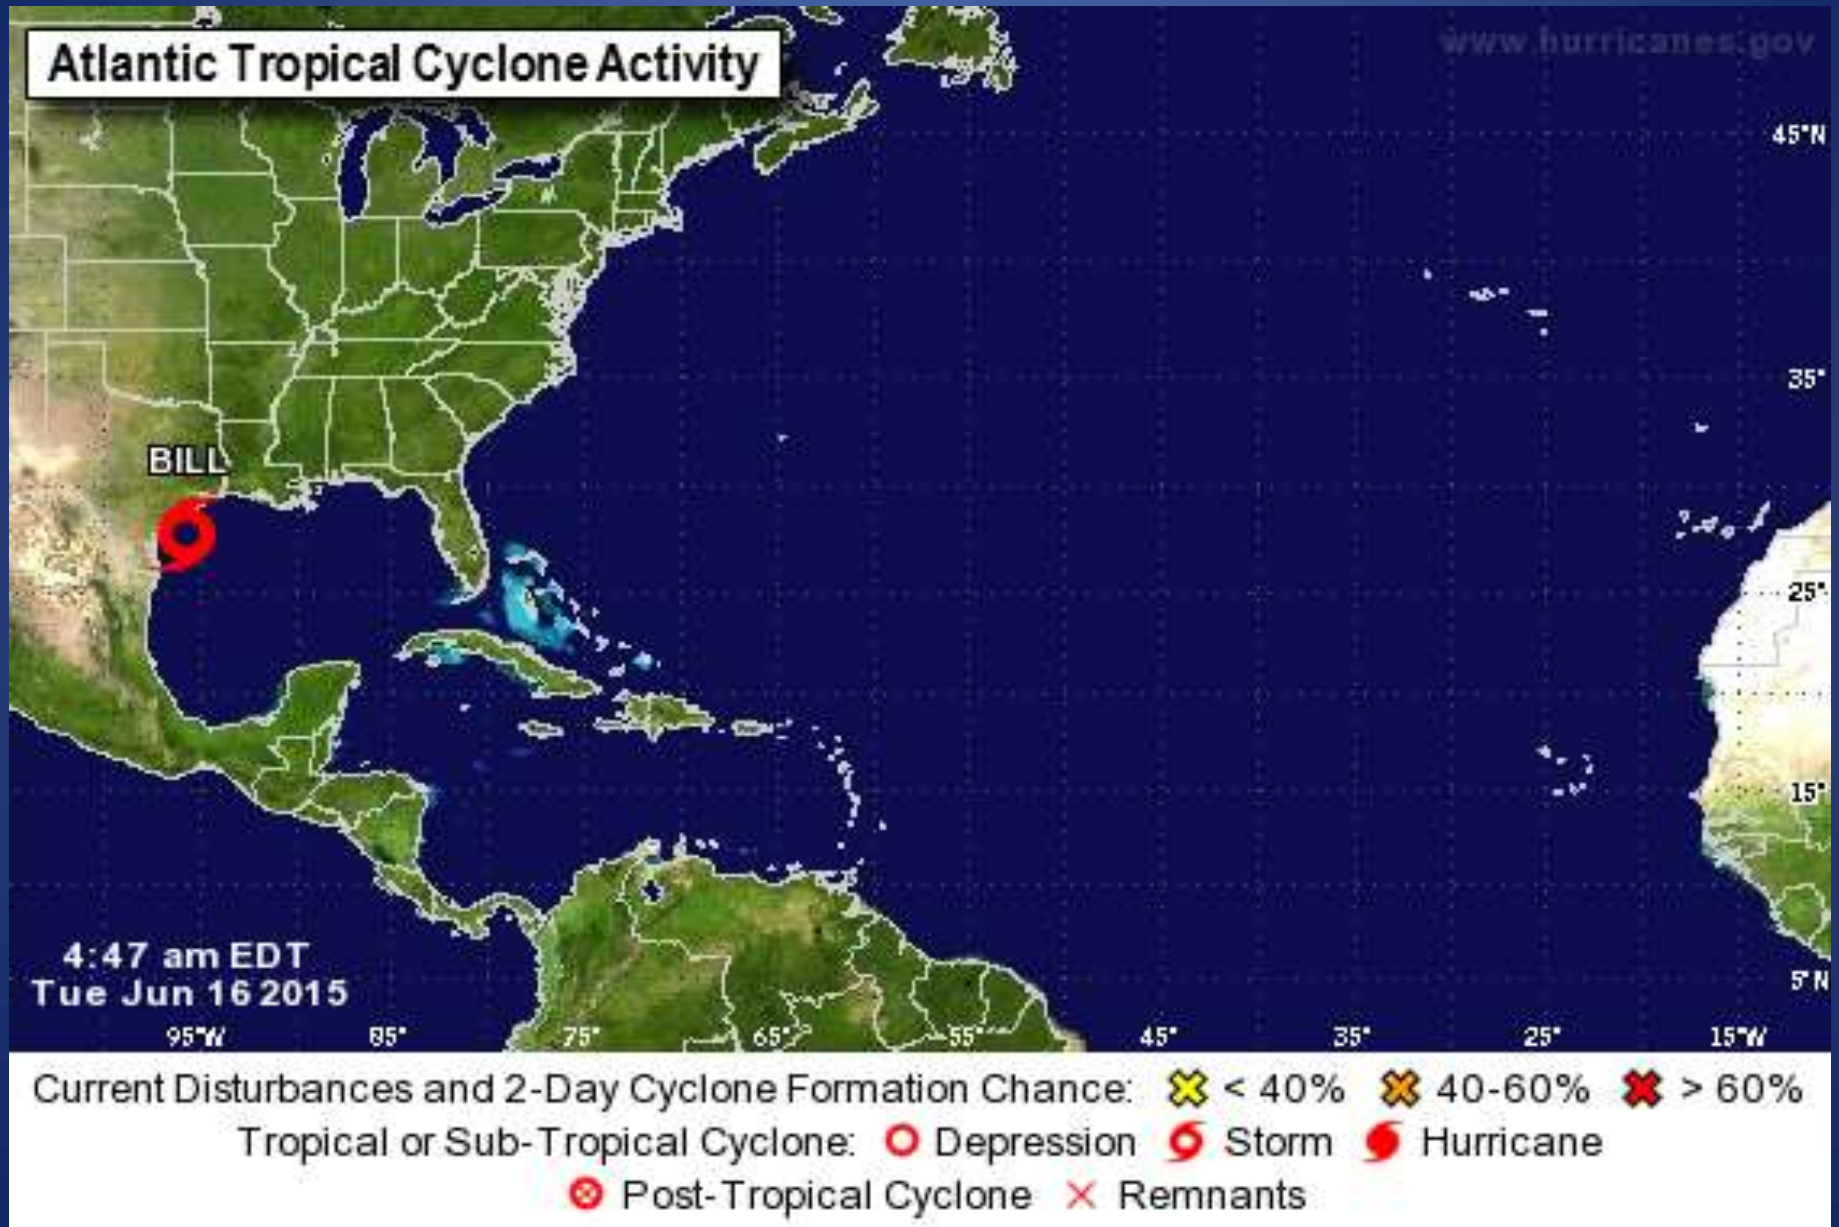 Atlantic Tropical Cyclone Activity
www.hurricanes.gov
45°N
35°
BILL
25°
15°
4:47 am EDT
Tue Jun 16 2015
5°N
95°W 85° 75° 65° 55° 45° 35° 25° 15°W
Current Disturbances and 2-Day Cyclone Formation Chance: < 40% 40-60% > 60%
Tropical or Sub-Tropical Cyclone: Depression Storm Hurricane
Post-Tropical Cyclone Remnants